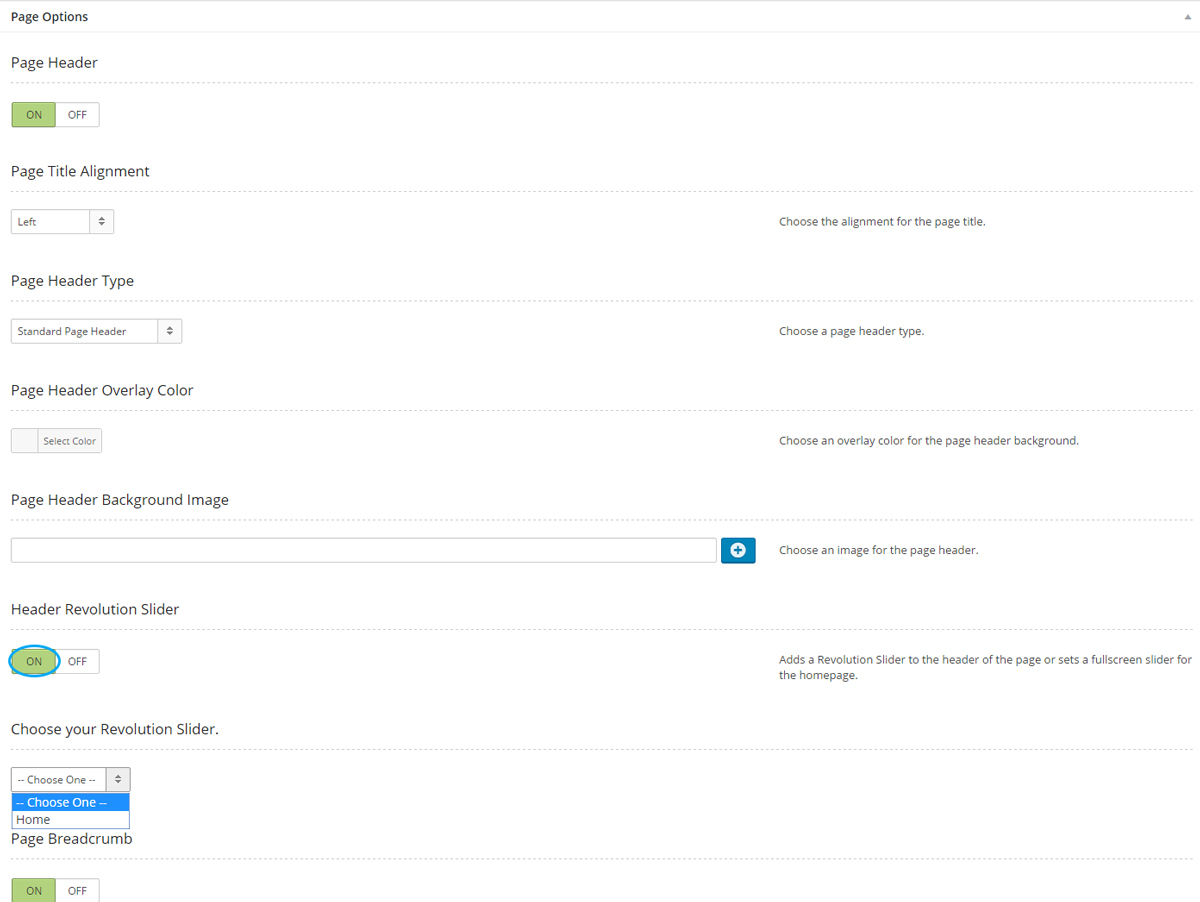 Page Options
Page Header
ON OFF
Page Title Alignment
Left
Choose the alignment for the page title.
Page Header Type
Standard Page Header
Choose a page header type.
Page Header Overlay Color
Select Color
Choose an overlay color for the page header background.
Page Header Background Image
Choose an image for the page header.
Header Revolution Slider
ON OFF
Adds a Revolution Slider to the header of the page or sets a fullscreen slider for
the homepage.
Choose your Revolution Slider.
-- Choose One --
-- Choose One --
Home
Page Breadcrumb
ON OFF